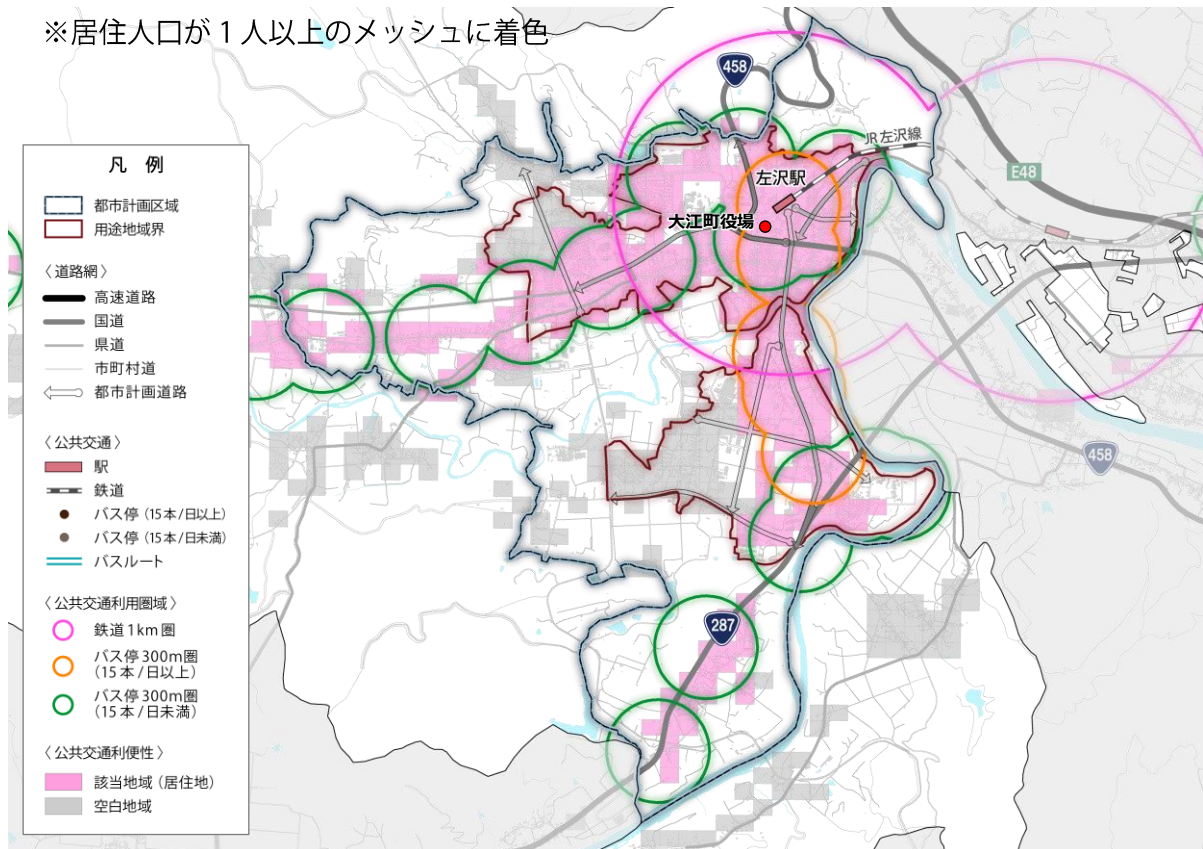 ※居住人口が1人以上のメッシュに着色
凡 例
都市計画区域
用途地域界
〈道路網〉
高速道路
国道
県道
市町村道
都市計画道路
〈公共交通〉
駅
鉄道
バス停（15本/日以上）
バス停（15本/日未満）
バスルート
〈公共交通利用圏域〉
鉄道1km圏
バス停300m圏
（15本/日以上）
バス停300m圏
（15本/日未満）
〈公共交通利便性〉
該当地域（居住地）
空白地域
458
JR左沢線
E48
左沢駅
大江町役場
458
287